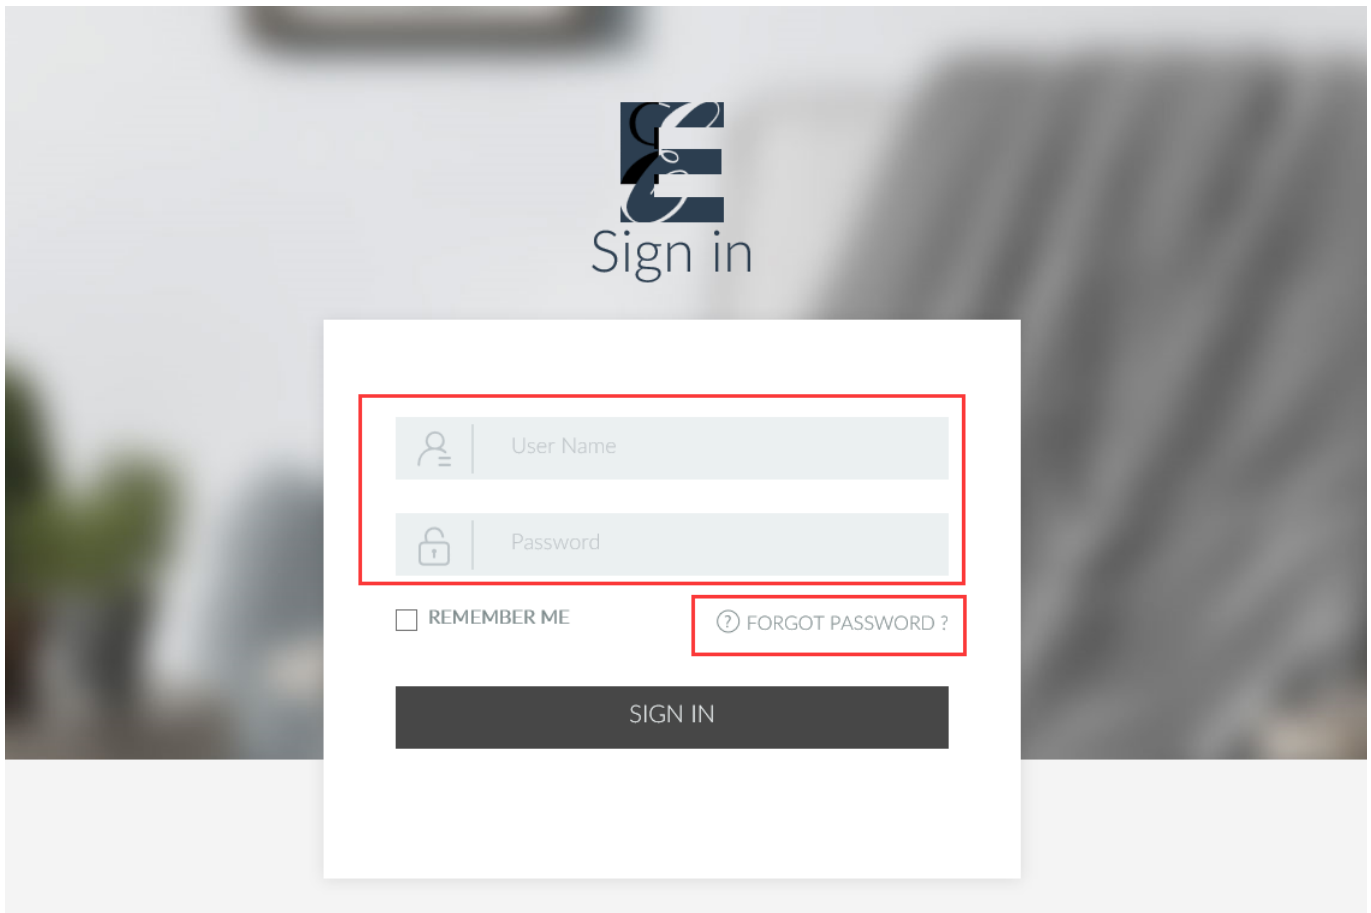 E
Sign in
User Name
Password
REMEMBER ME
? FORGOT PASSWORD ?
SIGN IN